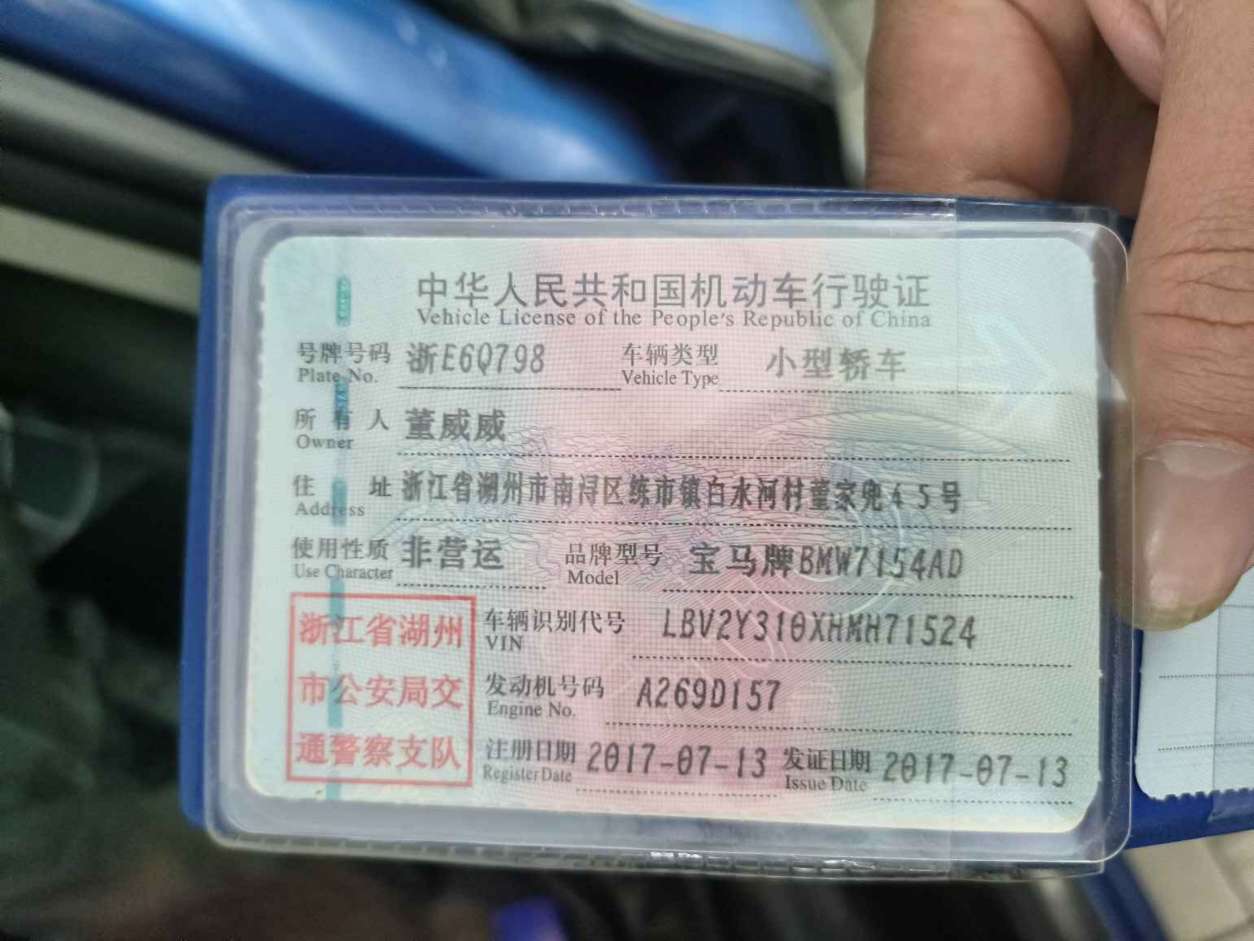 中华人民共和国机动车行驶证
Vehicle License of the People's Republic of China
号牌号码 浙E6Q798 车辆类型 小型轿车
Plate No. Vehicle Type
所有人 董威威
Owner
住址 浙江省湖州市南浔区练市镇白水河村董家兜45号
Address
使用性质 非营运 品牌型号 宝马牌BMW7154AD
Use Character Model
浙江省湖州 车辆识别代号 LBV2Y310XHMH71524
VIN
市公安局交 发动机号码 A269D157
Engine No.
通警察支队 注册日期 2017-07-13 发证日期 2017-07-13
Register Date Issue Date